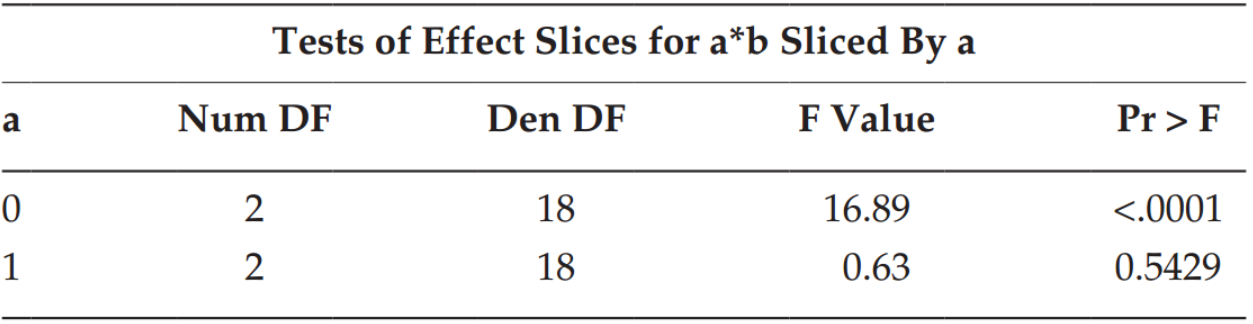 Tests of Effect Slices for a*b Sliced By a
a Num DF Den DF F Value Pr > F
0 2 18 16.89 <.0001
1 2 18 0.63 0.5429